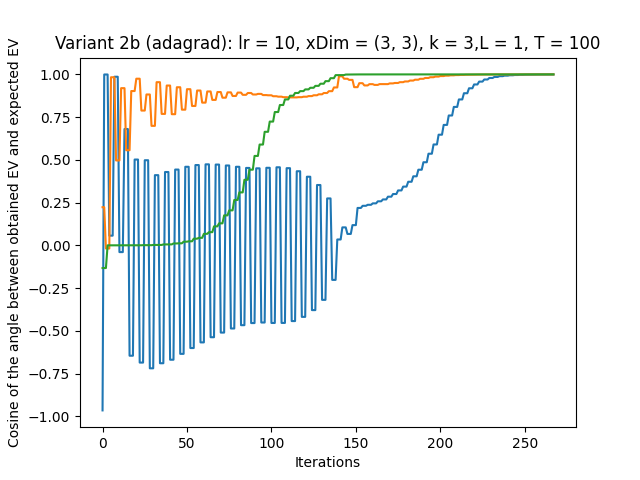 Variant 2b (adagrad): lr = 10, xDim = (3, 3), k = 3,L = 1, T = 100
Cosine of the angle between obtained EV and expected EV
1.00
0.75
0.50
0.25
0.00
−0.25
−0.50
−0.75
−1.00
0 50 100 150 200 250
Iterations